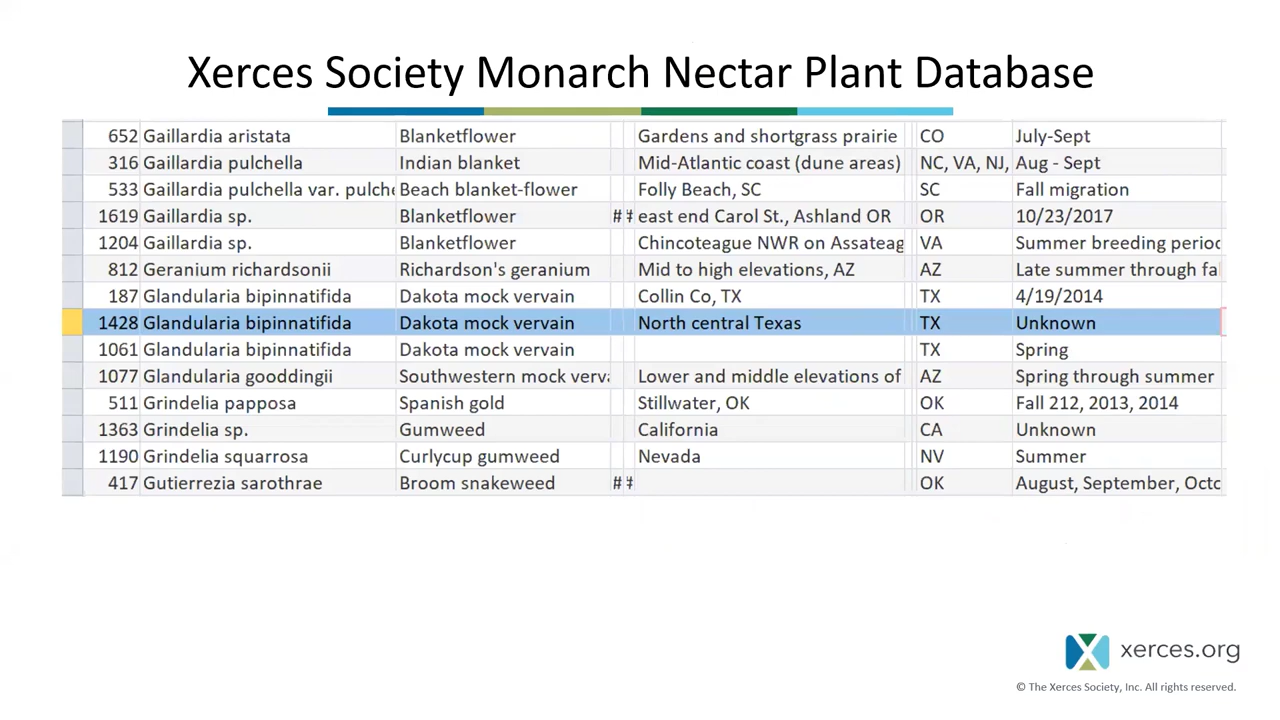 Xerces Society Monarch Nectar Plant Database
652 Gaillardia aristata Blanketflower Gardens and shortgrass prairie CO July-Sept
316 Gaillardia pulchella Indian blanket Mid-Atlantic coast (dune areas) NC, VA, NJ, Aug - Sept
533 Gaillardia pulchella var. pulche Beach blanket-flower Folly Beach, SC SC Fall migration
1619 Gaillardia sp. Blanketflower ## east end Carol St., Ashland OR OR 10/23/2017
1204 Gaillardia sp. Blanketflower Chincoteague NWR on Assateag VA Summer breeding period
812 Geranium richardsonii Richardson's geranium Mid to high elevations, AZ AZ Late summer through fal
187 Glandularia bipinnatifida Dakota mock vervain Collin Co, TX TX 4/19/2014
1428 Glandularia bipinnatifida Dakota mock vervain North central Texas TX Unknown
1061 Glandularia bipinnatifida Dakota mock vervain TX Spring
1077 Glandularia gooddingii Southwestern mock verva Lower and middle elevations of AZ Spring through summer
511 Grindelia papposa Spanish gold Stillwater, OK OK Fall 212, 2013, 2014
1363 Grindelia sp. Gumweed California CA Unknown
1190 Grindelia squarrosa Curlycup gumweed Nevada NV Summer
417 Gutierrezia sarothrae Broom snakeweed ## OK August, September, Octo
xerces.org
© The Xerces Society, Inc. All rights reserved.